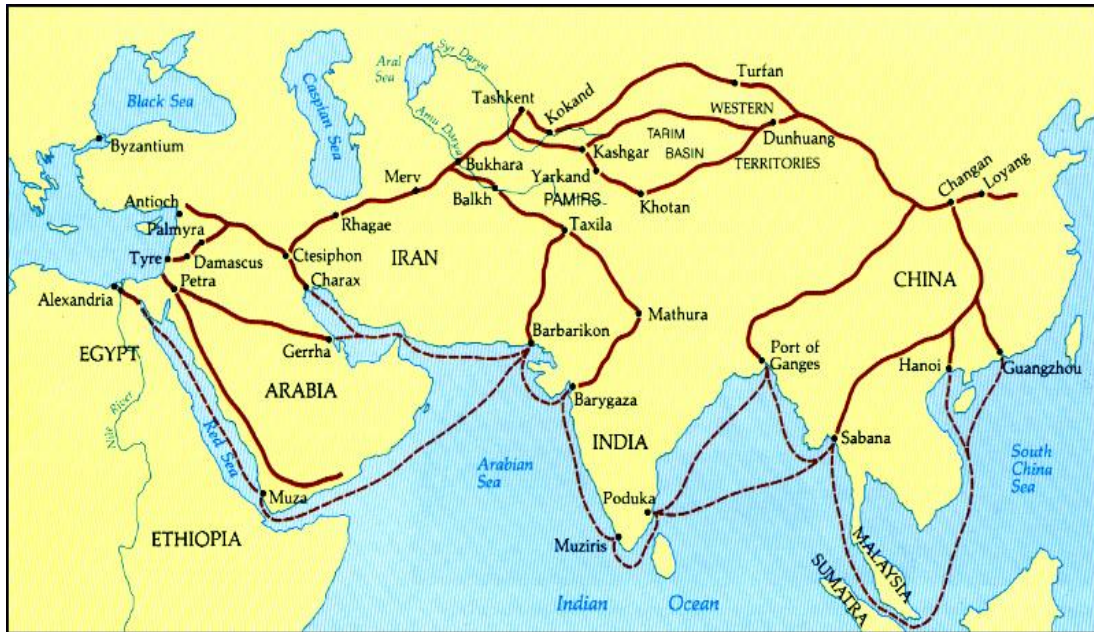 Black Sea
Byzantium
Caspian Sea
Aral
Sea
Syr Darya
Amu Darya
Tashkent
Kokand
Turfan
WESTERN
Dunhuang
TARIM
BASIN
TERRITORIES
Kashgar
Yarkand
PAMIRS
Khotan
Bukhara
Merv
Balkh
Changan
Loyang
Antioch
Palmyra
Tyre
Damascus
Rhagae
Ctesiphon
IRAN
Taxila
Petra
Charax
Alexandria
CHINA
Mathura
Barbarikon
Gerrha
EGYPT
Port of
Ganges
Hanoi
Guangzhou
ARABIA
Barygaza
Nile River
Red Sea
INDIA
Sabana
Arabian
Sea
South
China
Sea
Muza
Poduka
ETHIOPIA
Muziris
MALAYSIA
SUMATRA
Indian Ocean